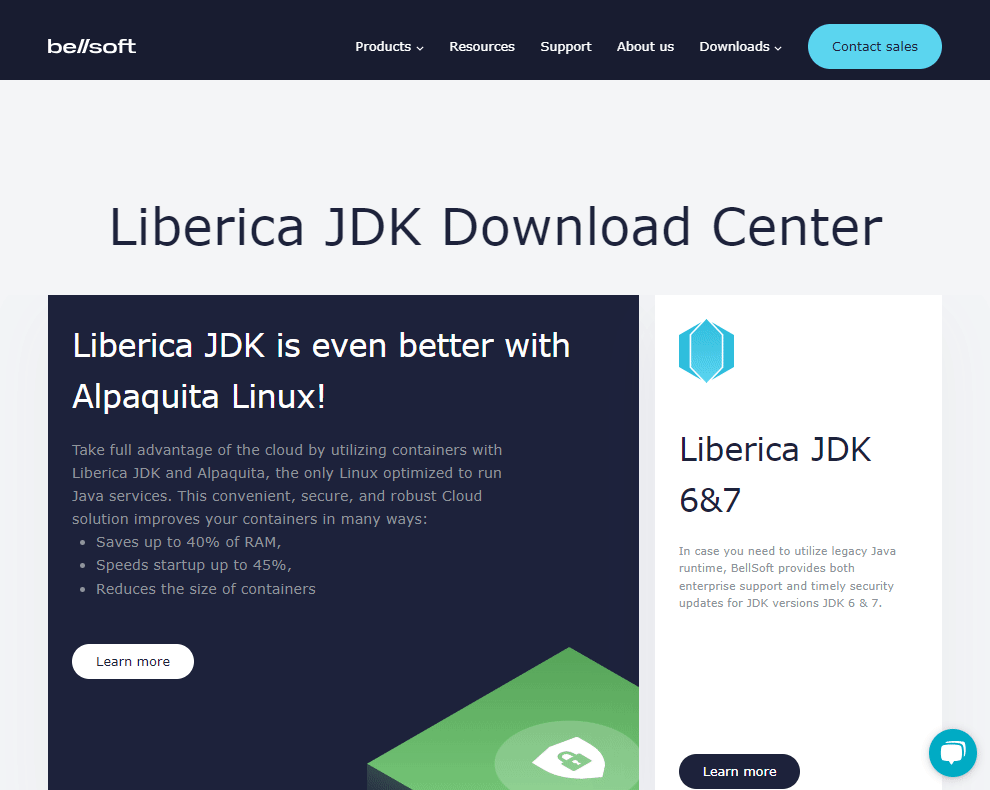 bellsoft
Products
Resources
Support
About us
Downloads
Contact sales
Liberica JDK Download Center
Liberica JDK is even better with
Alpaquita Linux!
Take full advantage of the cloud by utilizing containers with
Liberica JDK and Alpaquita, the only Linux optimized to run
Java services. This convenient, secure, and robust Cloud
solution improves your containers in many ways:
• Saves up to 40% of RAM,
• Speeds startup up to 45%,
• Reduces the size of containers
Learn more
Liberica JDK
6&7
In case you need to utilize legacy Java
runtime, BellSoft provides both
enterprise support and timely security
updates for JDK versions JDK 6 & 7.
Learn more